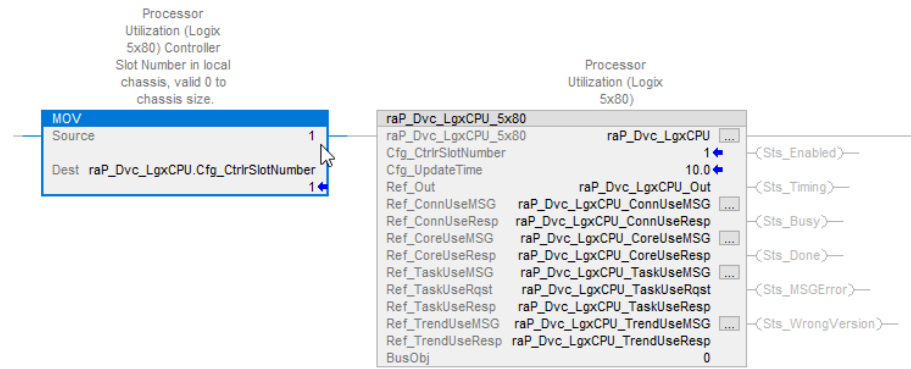 Processor
Utilization (Logix
5x80) Controller
Slot Number in local
chassis, valid 0 to
chassis size.
MOV
Source 1
Dest raP_Dvc_LgxCPU.Cfg_CtrlrSlotNumber
1
Processor
Utilization (Logix
5x80)
raP_Dvc_LgxCPU_5x80
raP_Dvc_LgxCPU_5x80 raP_Dvc_LgxCPU ...
Cfg_CtrlrSlotNumber 1
Cfg_UpdateTime 10.0
Ref_Out raP_Dvc_LgxCPU_Out
Ref_ConnUseMSG raP_Dvc_LgxCPU_ConnUseMSG ...
Ref_ConnUseResp raP_Dvc_LgxCPU_ConnUseResp
Ref_CoreUseMSG raP_Dvc_LgxCPU_CoreUseMSG ...
Ref_CoreUseResp raP_Dvc_LgxCPU_CoreUseResp
Ref_TaskUseMSG raP_Dvc_LgxCPU_TaskUseMSG ...
Ref_TaskUseRqst raP_Dvc_LgxCPU_TaskUseRqst
Ref_TaskUseResp raP_Dvc_LgxCPU_TaskUseResp
Ref_TrendUseMSG raP_Dvc_LgxCPU_TrendUseMSG ...
Ref_TrendUseResp raP_Dvc_LgxCPU_TrendUseResp
BusObj 0
(Sts_Enabled)
(Sts_Timing)
(Sts_Busy)
(Sts_Done)
(Sts_MSGError)
(Sts_WrongVersion)